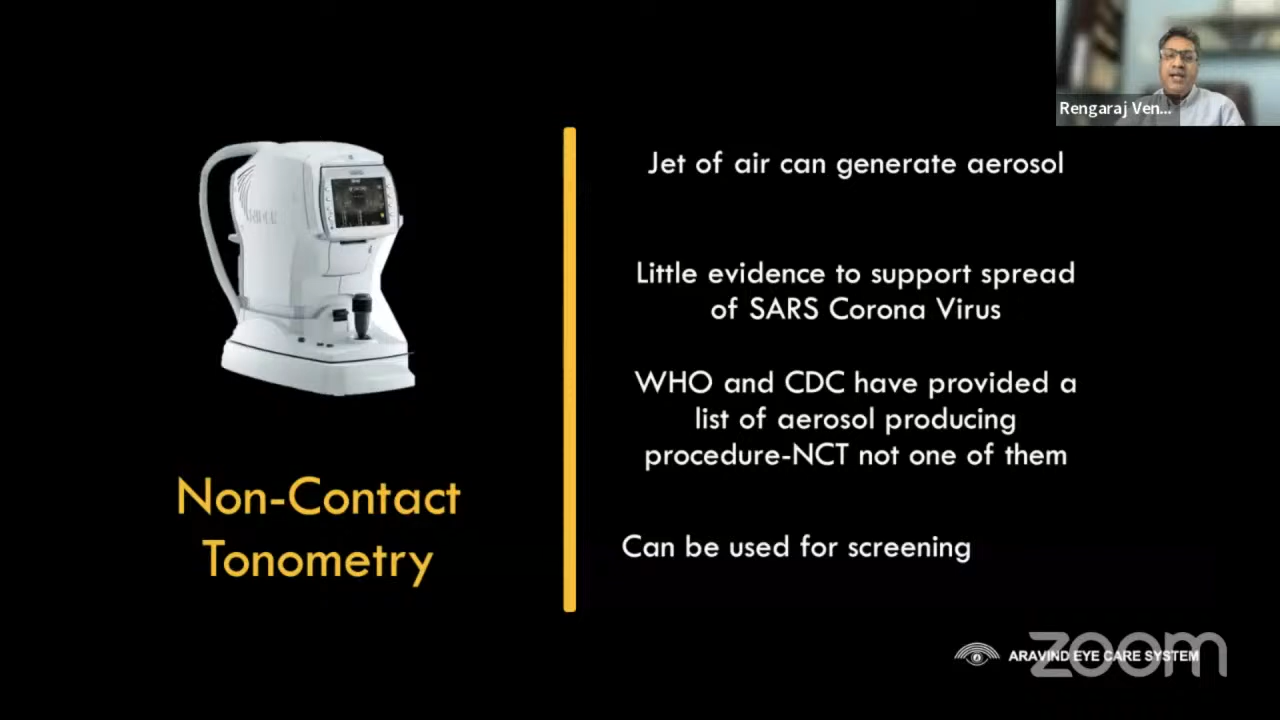 Rengaraj Ven...
Jet of air can generate aerosol
Little evidence to support spread
of SARS Corona Virus
WHO and CDC have provided a
list of aerosol producing
procedure-NCT not one of them
Can be used for screening
Non-Contact
Tonometry
ARAVIND EYE CARE SYSTEM
zoom